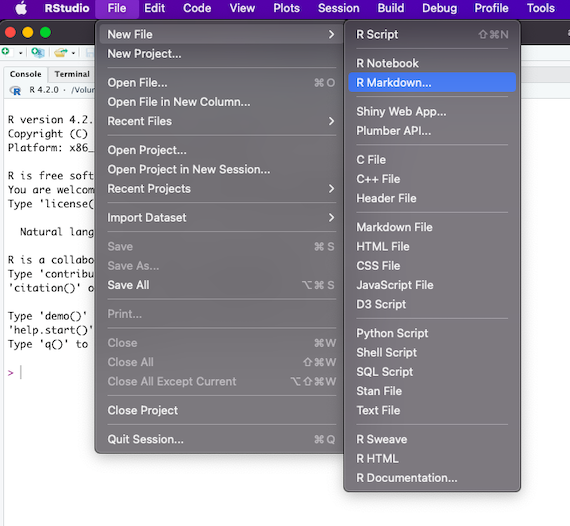 RStudio File Edit Code View Plots Session Build Debug Profile Tools
New File
New Project...
Open File... ⌘O
Open File in New Column...
Recent Files
Open Project...
Open Project in New Session...
Recent Projects
Import Dataset
Save ⌘S
Save As...
Save All ⌥⌘S
Print...
Close ⌘W
Close All ⇧⌘W
Close All Except Current ⌥⇧⌘W
Close Project
Quit Session... ⌘Q
R Script ⇧⌘N
R Notebook
R Markdown...
Shiny Web App...
Plumber API...
C File
C++ File
Header File
Markdown File
HTML File
CSS File
JavaScript File
D3 Script
Python Script
Shell Script
SQL Script
Stan File
Text File
R Sweave
R HTML
R Documentation...
Console Terminal
R 4.2.0 · /Volu
R version 4.2.
Copyright (C)
Platform: x86_
R is free soft
You are welcom
Type 'license(
Natural lang
R is a collabo
Type 'contribu
'citation()' o
Type 'demo()'
'help.start()'
Type 'q()' to
>